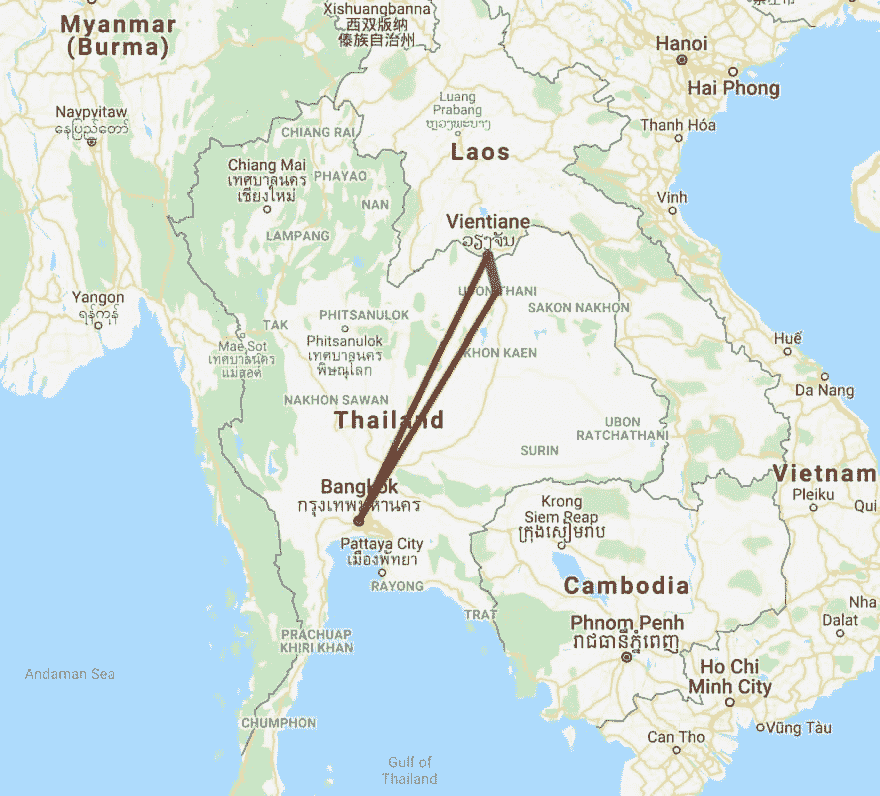 Xishuangbanna
西双版纳
傣族自治州
Myanmar
(Burma)
Hanoi
Hai Phong
Naypyitaw
နေပြည်တော်
Luang
Prabang
ຫຼວງພະບາງ
Thanh Hóa
CHIANG RAI
Laos
Chiang Mai
เทศบาลนคร
เชียงใหม่
PHAYAO
NAN
Vinh
Vientiane
ວຽງຈັນ
LAMPANG
Yangon
ရန်ကုန်
THANI
SAKON NAKHON
PHITSANULOK
TAK
Phitsanulok
เทศบาลนคร
พิษณุโลก
Mae Sot
เทศบาลนคร
แม่สอด
Huế
KHON KAEN
Da Nang
NAKHON SAWAN
Thailand
UBON
RATCHATHANI
SURIN
Vietnam
Pleiku
Qui
Bangkok
กรุงเทพมหานคร
Krong
Siem Reap
ក្រុងសៀមរាប
Pattaya City
เมืองพัทยา
RAYONG
Cambodia
Nha
Dalat
TRAT
Phnom Penh
រាជធានីភ្នំពេញ
PRACHUAP
KHIRI KHAN
Ho Chi
Minh City
Andaman Sea
CHUMPHON
Vũng Tàu
Can Tho
Gulf of
Thailand